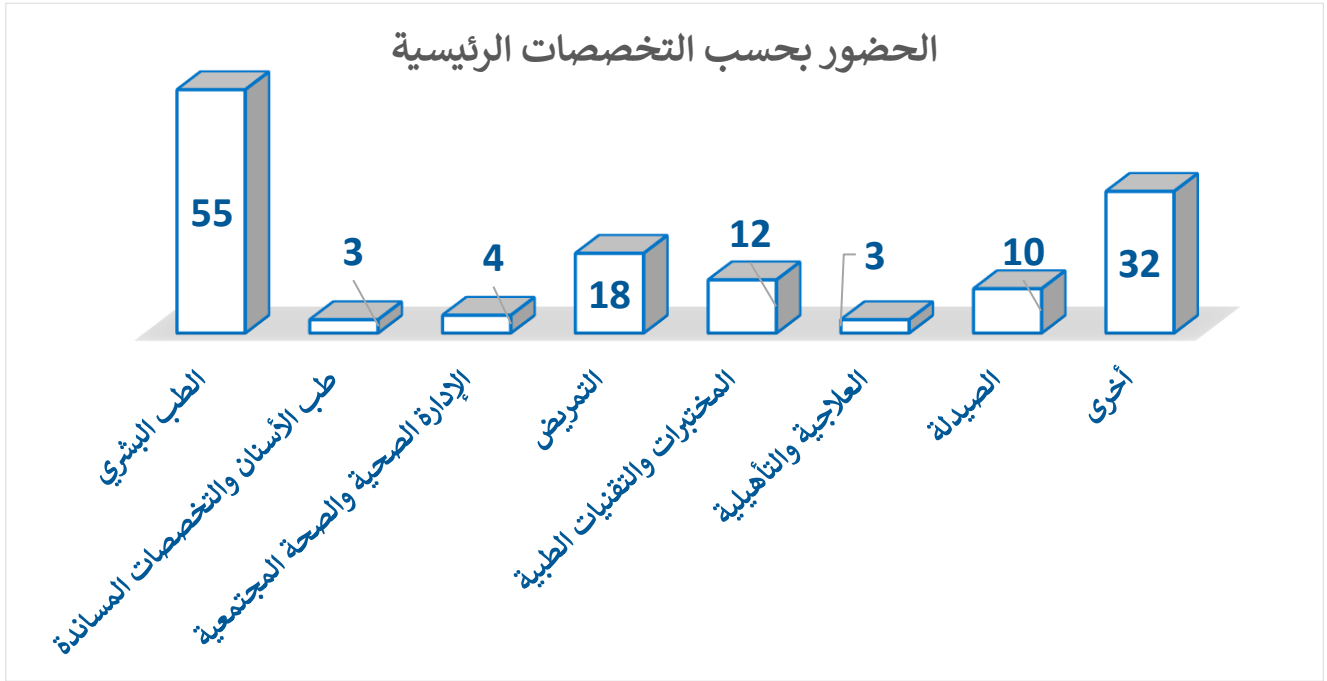 الحضور بحسب التخصصات الرئيسية
55
3
4
18
12
3
10
32
الطب البشري
طب الأسنان والتخصصات المساندة
الإدارة الصحية والصحة المجتمعية
التمريض
المختبرات والتقنيات الطبية
العلاجية والتأهيلية
الصيدلة
أخرى